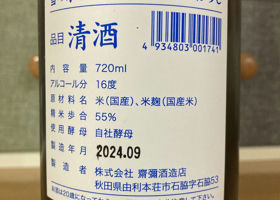 品目 清酒
4 934803 001741
内容量 720ml
アルコール分 16度
原材料名 米(国産)、米麹(国産米)
精米歩合 55%
使用酵母 自社酵母
製造年月 2024.09
製造者 株式会社 齋彌酒造店
秋田県由利本荘市石脇字石脇53